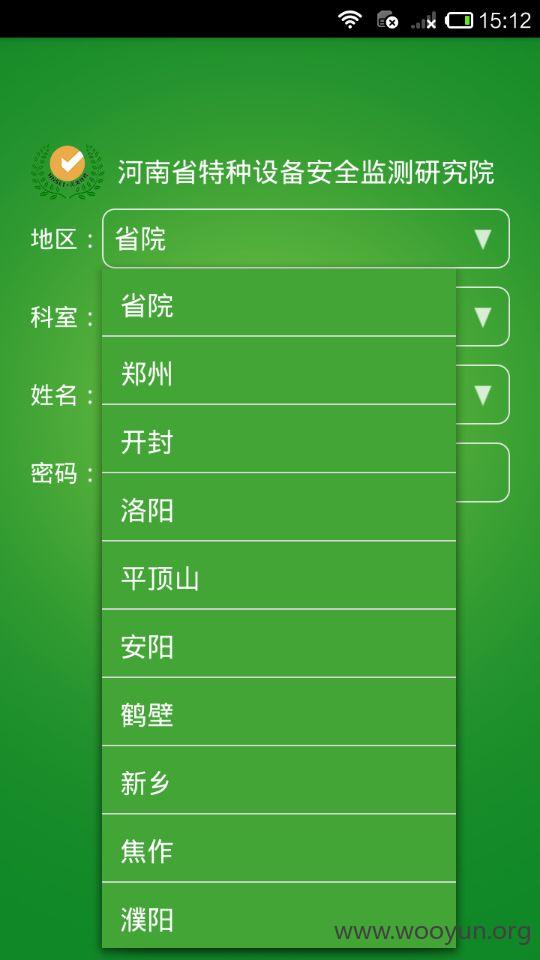 15:12
河南省特种设备安全监测研究院
地区：
省院
科室：
姓名：
密码：
省院
郑州
开封
洛阳
平顶山
安阳
鹤壁
新乡
焦作
濮阳
www.wooyun.org